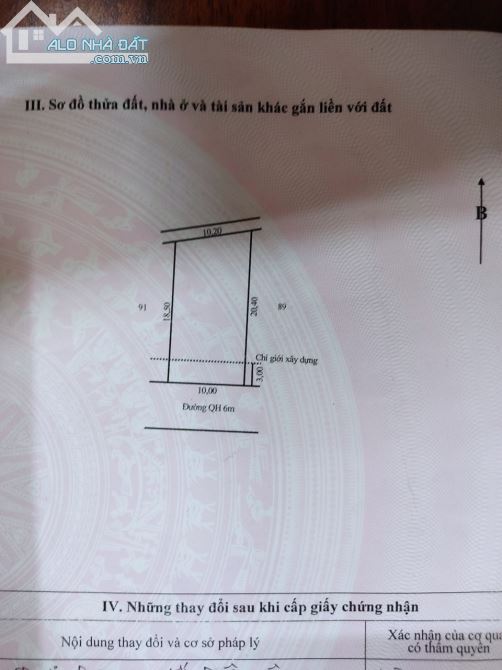 ALO NHÀ ĐẤT
.com.vn
III. Sơ đồ thửa đất, nhà ở và tài sản khác gắn liền với đất
B
10,20
91
18,50
20,40
89
Chỉ giới xây dựng
3,00
10,00
Đường QH 6m
IV. Những thay đổi sau khi cấp giấy chứng nhận
Nội dung thay đổi và cơ sở pháp lý
Xác nhận của cơ qua
có thẩm quyền